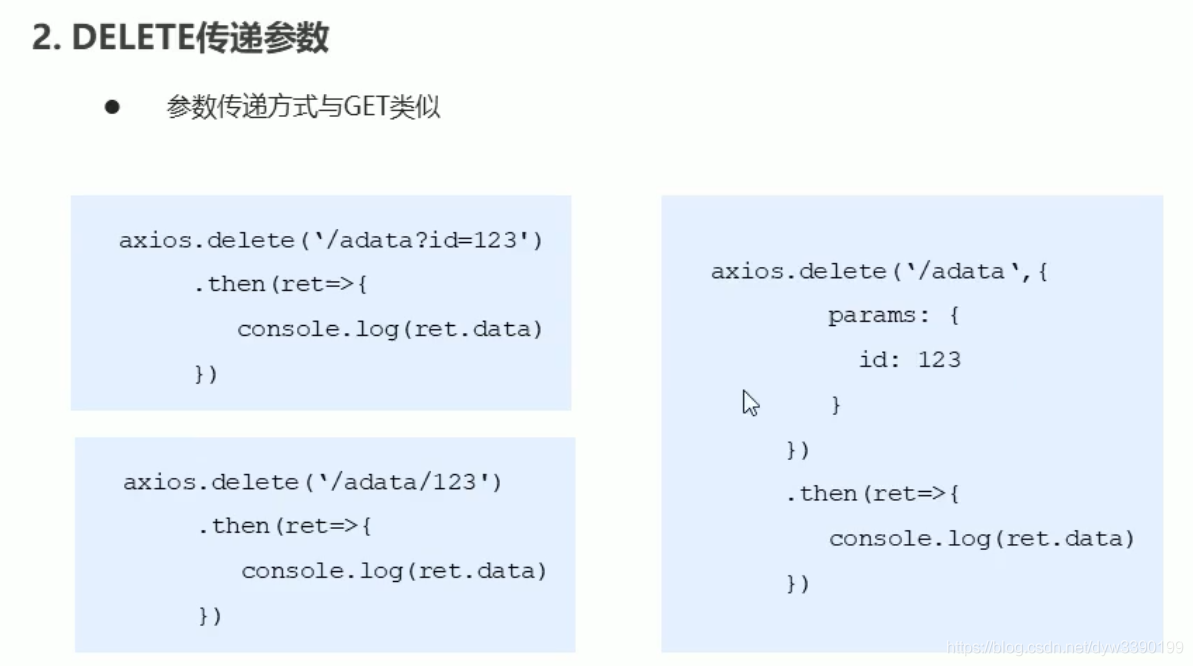 2. DELETE传递参数
● 参数传递方式与GET类似
axios.delete(‘/adata?id=123')
.then(ret=>{
console.log(ret.data)
})
axios.delete(‘/adata/123')
.then(ret=>{
console.log(ret.data)
})
axios.delete(‘/adata‘,{
params: {
id: 123
}
})
.then(ret=>{
console.log(ret.data)
})
https://blog.csdn.net/dyw3390199